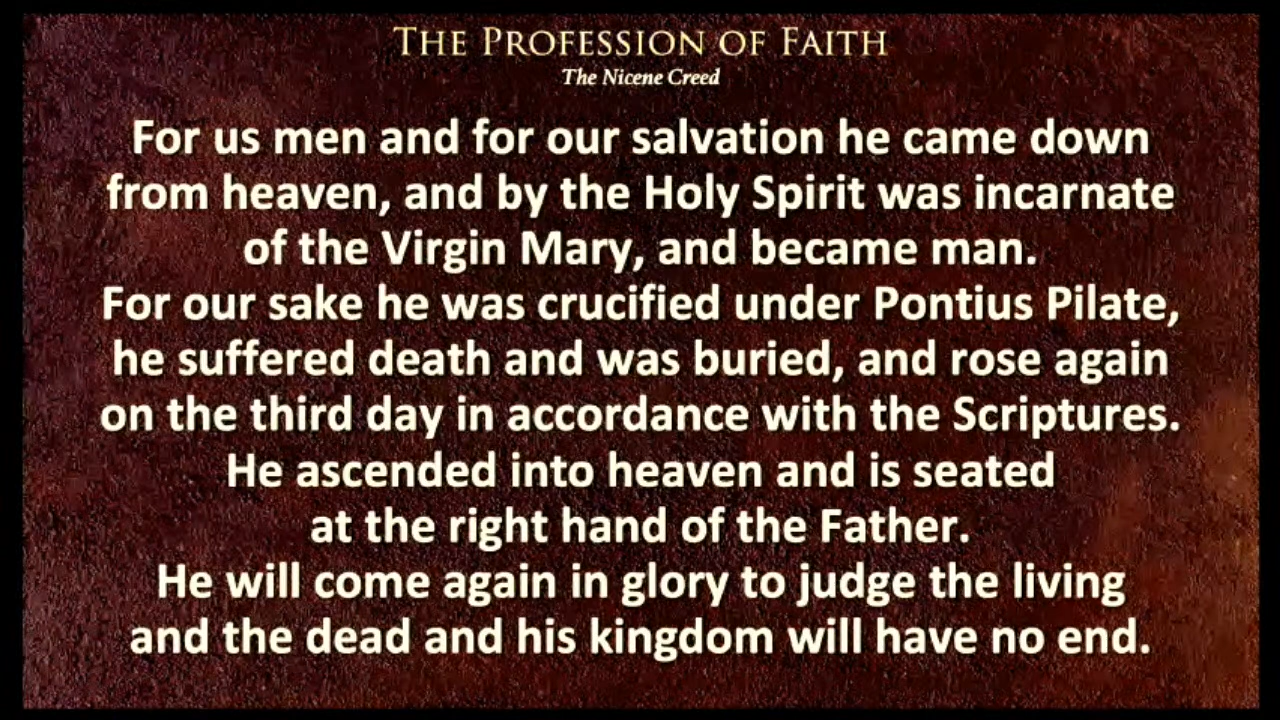 THE PROFESSION OF FAITH
The Nicene Creed
For us men and for our salvation he came down
from heaven, and by the Holy Spirit was incarnate
of the Virgin Mary, and became man.
For our sake he was crucified under Pontius Pilate,
he suffered death and was buried, and rose again
on the third day in accordance with the Scriptures.
He ascended into heaven and is seated
at the right hand of the Father.
He will come again in glory to judge the living
and the dead and his kingdom will have no end.